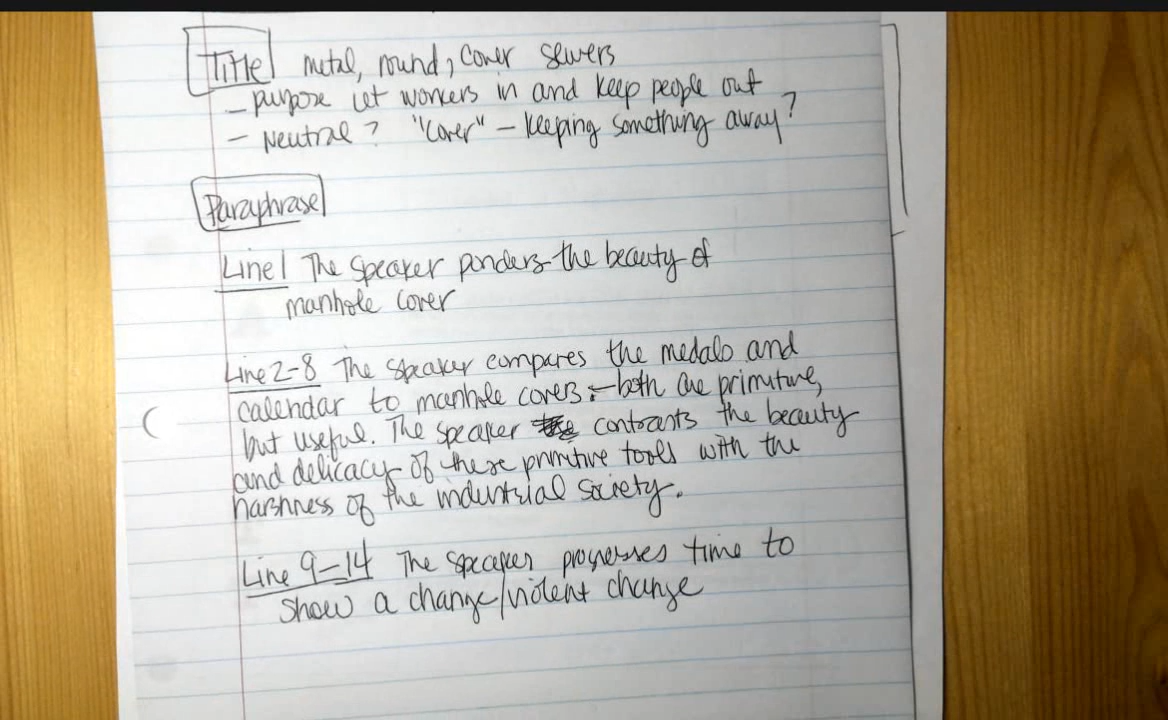 Title metal, round, cover sewers
- purpose let workers in and keep people out
- Neutral? "Cover" - keeping something away?
Paraphrase
Line 1 The speaker ponders the beauty of
manhole cover
Line 2-8 The speaker compares the medals and
calendar to manhole covers - both are primitive,
but useful. The speaker contrasts the beauty
and delicacy of these primitive tools with the
harshness of the industrial society.
Line 9-14 The speaker progresses time to
show a change/violent change